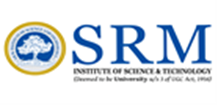 SRM
INSTITUTE OF SCIENCE & TECHNOLOGY
(Deemed to be University u/s 3 of UGC Act, 1956)